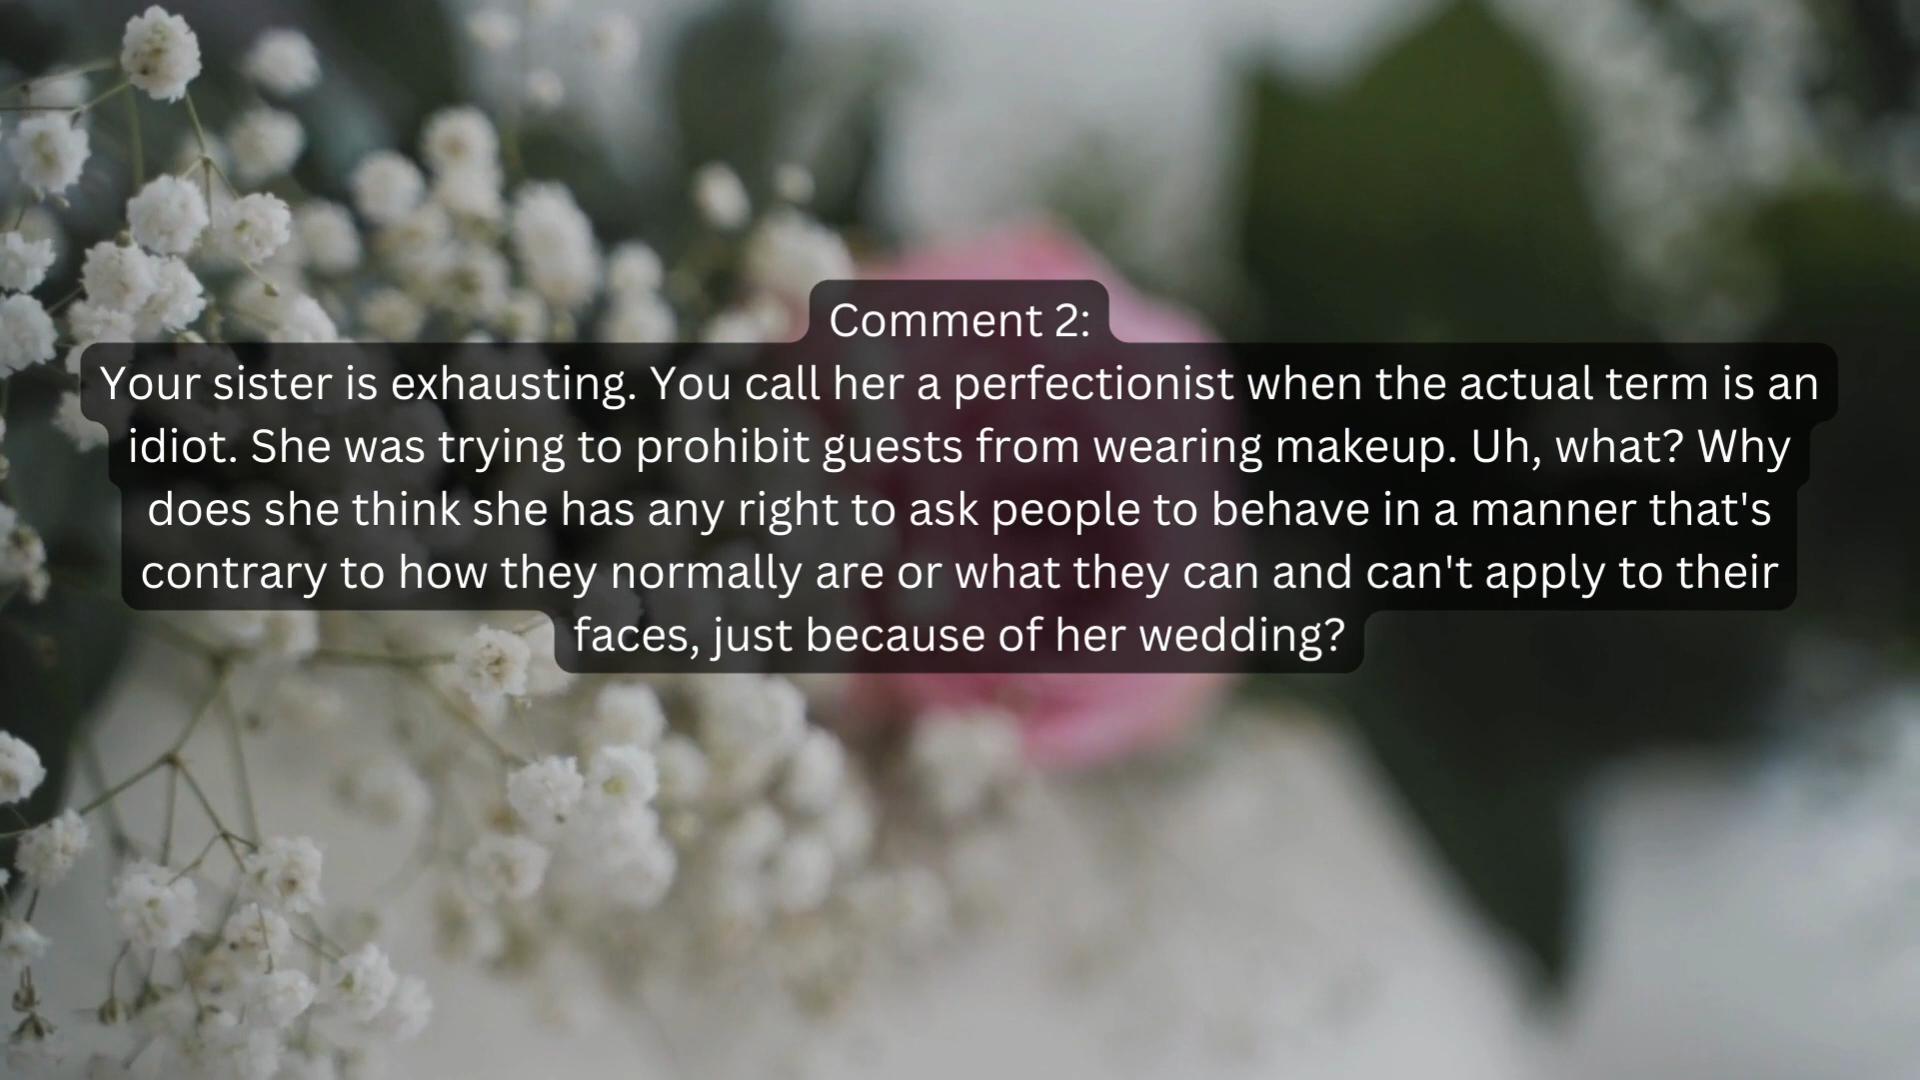 Comment 2:
Your sister is exhausting. You call her a perfectionist when the actual term is an
idiot. She was trying to prohibit guests from wearing makeup. Uh, what? Why
does she think she has any right to ask people to behave in a manner that's
contrary to how they normally are or what they can and can't apply to their
faces, just because of her wedding?